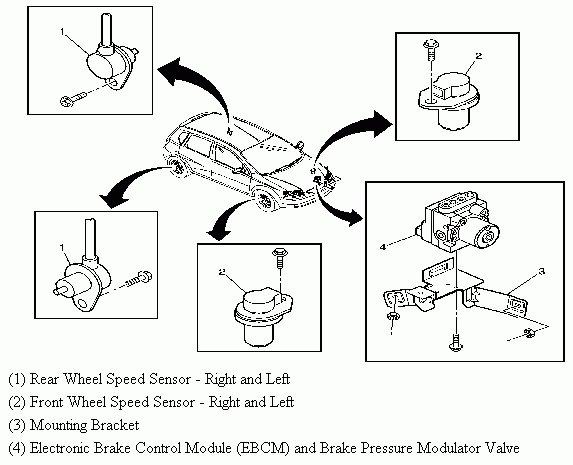 1
2
4
3
1
2
(1) Rear Wheel Speed Sensor - Right and Left
(2) Front Wheel Speed Sensor - Right and Left
(3) Mounting Bracket
(4) Electronic Brake Control Module (EBCM) and Brake Pressure Modulator Valve